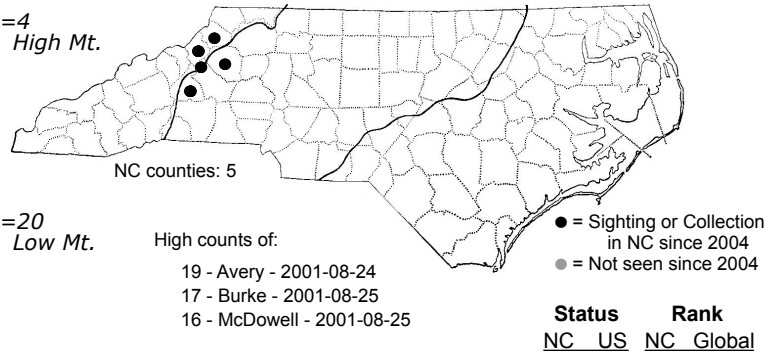 =4
High Mt.
NC counties: 5
=20
Low Mt.
High counts of:
19 - Avery - 2001-08-24
17 - Burke - 2001-08-25
16 - McDowell - 2001-08-25
● = Sighting or Collection
in NC since 2004
● = Not seen since 2004
Status Rank
NC US NC Global